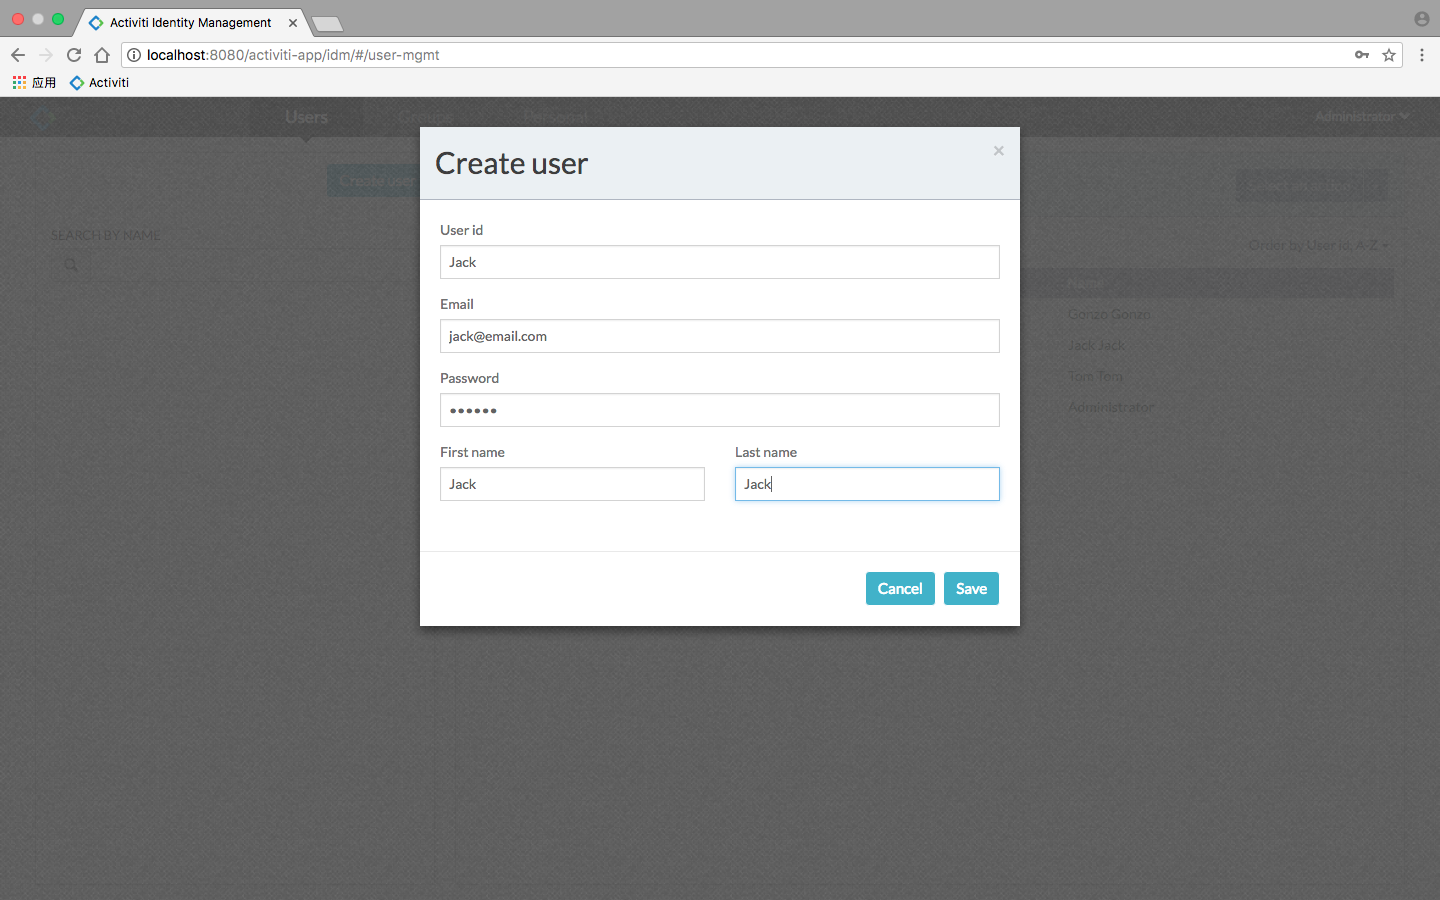 Activiti Identity Management
localhost:8080/activiti-app/idm/#/user-mgmt
应用 Activiti
Users Groups Personal Administrator
Create user
Create user
SEARCH BY NAME
Order by User id, A-Z
Name
Gonzo Gonzo
Jack Jack
Tom Tom
Administrator
User id
Jack
Email
jack@email.com
Password
••••••
First name Last name
Jack Jack
Cancel Save